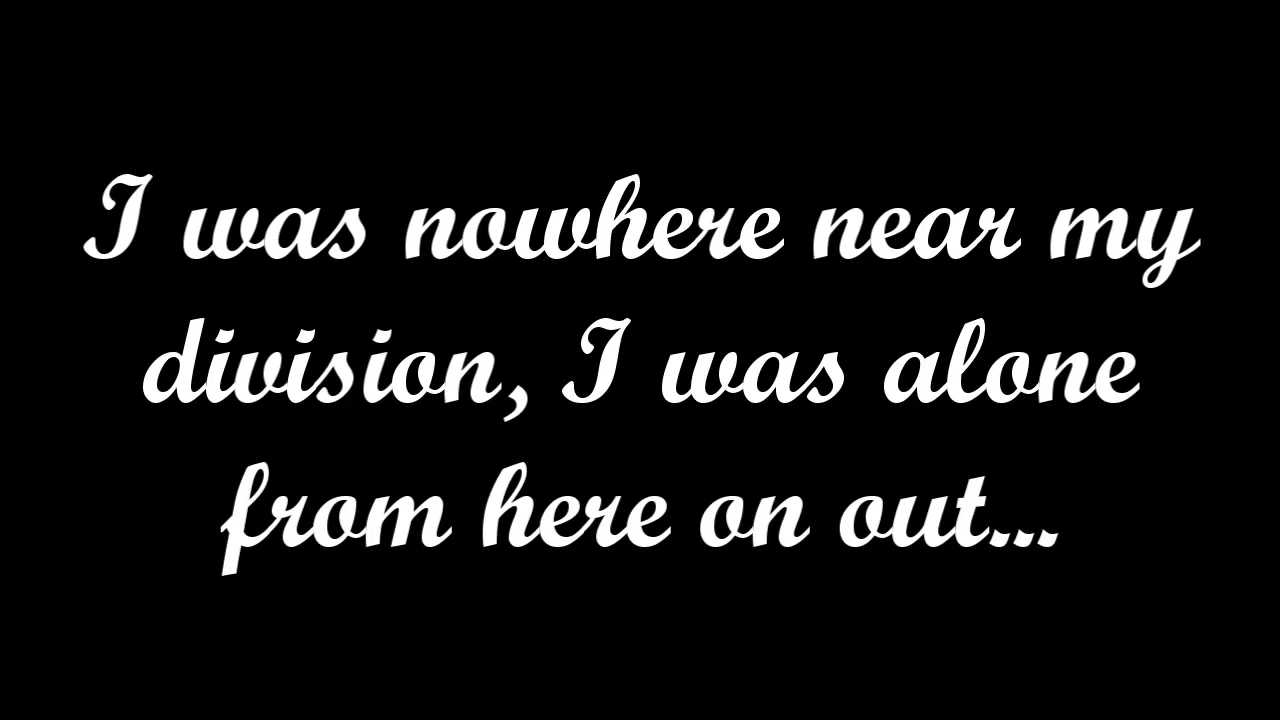 I was nowhere near my
division, I was alone
from here on out...